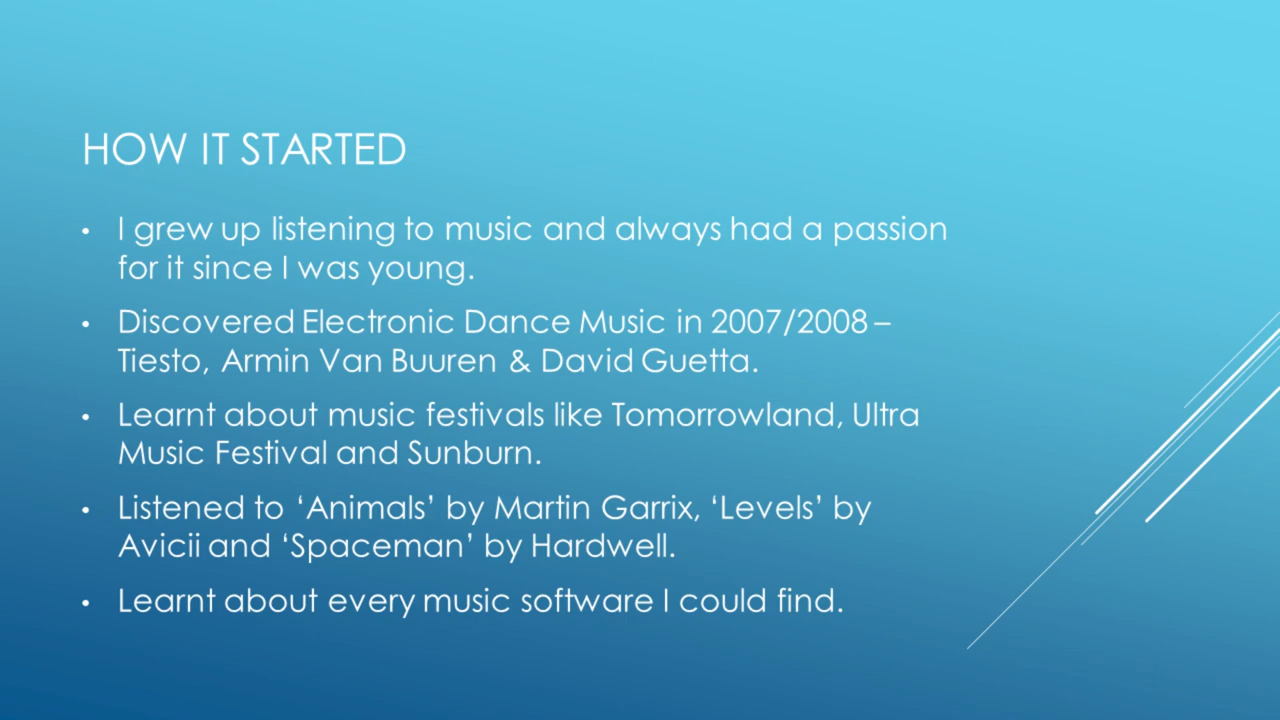 HOW IT STARTED
• I grew up listening to music and always had a passion
for it since I was young.
• Discovered Electronic Dance Music in 2007/2008 –
Tiesto, Armin Van Buuren & David Guetta.
• Learnt about music festivals like Tomorrowland, Ultra
Music Festival and Sunburn.
• Listened to ‘Animals’ by Martin Garrix, ‘Levels’ by
Avicii and ‘Spaceman’ by Hardwell.
• Learnt about every music software I could find.